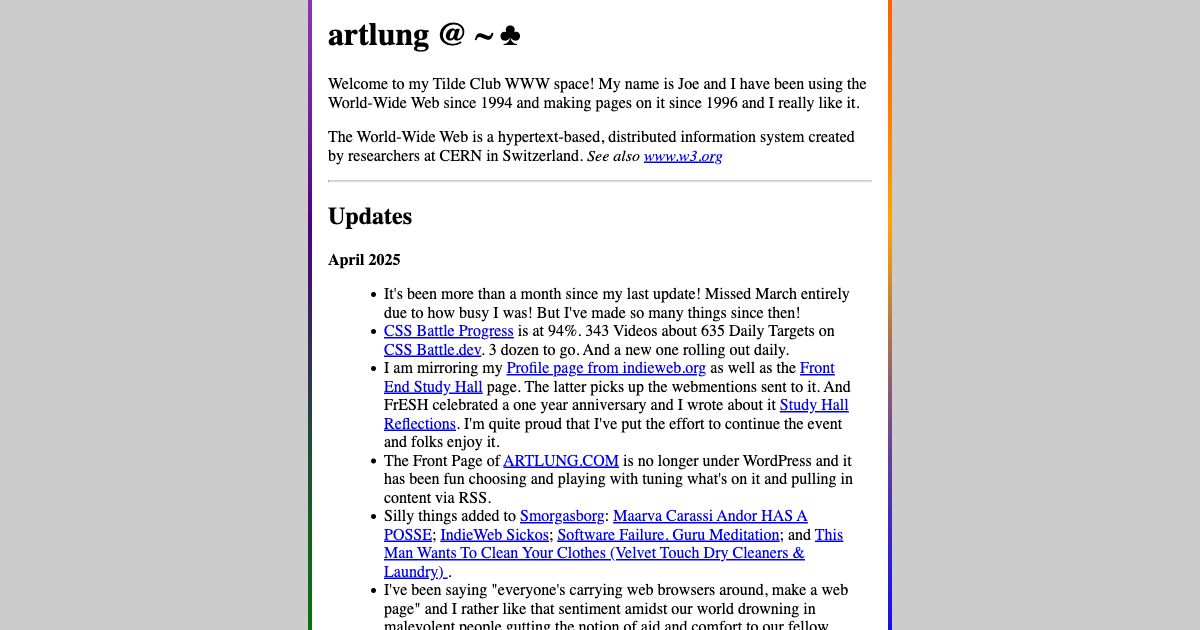 artlung @ ~ ♣
Welcome to my Tilde Club WWW space! My name is Joe and I have been using the
World-Wide Web since 1994 and making pages on it since 1996 and I really like it.
The World-Wide Web is a hypertext-based, distributed information system created
by researchers at CERN in Switzerland. See also www.w3.org
Updates
April 2025
• It's been more than a month since my last update! Missed March entirely
due to how busy I was! But I've made so many things since then!
• CSS Battle Progress is at 94%. 343 Videos about 635 Daily Targets on
CSS Battle.dev. 3 dozen to go. And a new one rolling out daily.
• I am mirroring my Profile page from indieweb.org as well as the Front
End Study Hall page. The latter picks up the webmentions sent to it. And
FrESH celebrated a one year anniversary and I wrote about it Study Hall
Reflections. I'm quite proud that I've put the effort to continue the event
and folks enjoy it.
• The Front Page of ARTLUNG.COM is no longer under WordPress and it
has been fun choosing and playing with tuning what's on it and pulling in
content via RSS.
• Silly things added to Smorgasborg: Maarva Carassi Andor HAS A
POSSE; IndieWeb Sickos; Software Failure. Guru Meditation; and This
Man Wants To Clean Your Clothes (Velvet Touch Dry Cleaners &
Laundry) .
• I've been saying "everyone's carrying web browsers around, make a web
page" and I rather like that sentiment amidst our world drowning in
malevolent people gutting the notion of aid and comfort to our fellow